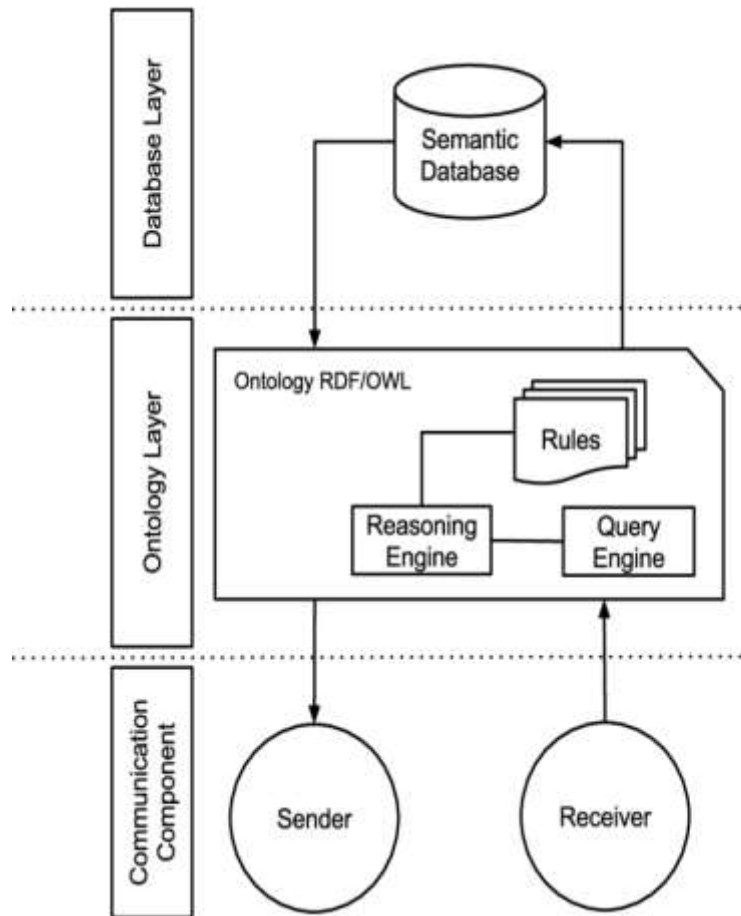 Database Layer
Semantic
Database
Ontology Layer
Ontology RDF/OWL
Rules
Reasoning
Engine
Query
Engine
Communication
Component
Sender
Receiver